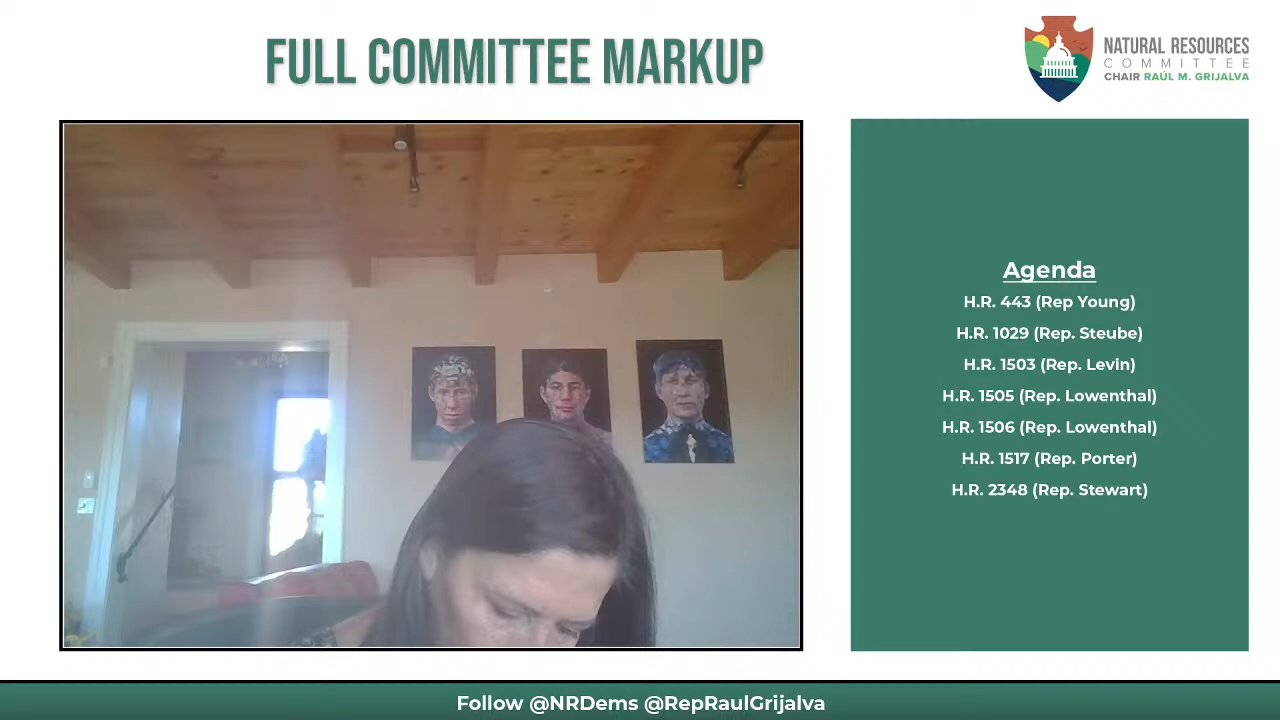 FULL COMMITTEE MARKUP
NATURAL RESOURCES
COMMITTEE
CHAIR RAÚL M. GRIJALVA
Agenda
H.R. 443 (Rep Young)
H.R. 1029 (Rep. Steube)
H.R. 1503 (Rep. Levin)
H.R. 1505 (Rep. Lowenthal)
H.R. 1506 (Rep. Lowenthal)
H.R. 1517 (Rep. Porter)
H.R. 2348 (Rep. Stewart)
Follow @NRDems @RepRaulGrijalva